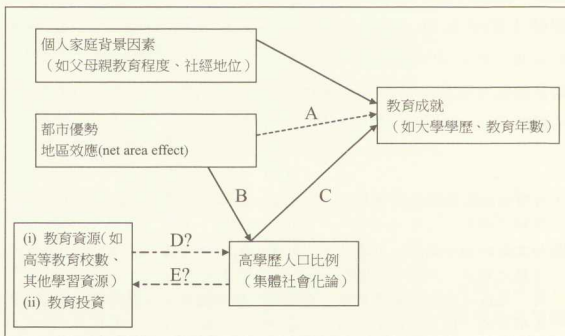 個人家庭背景因素
(如父母親教育程度、社經地位)
A
教育成就
(如大學學歷、教育年數)
都市優勢
地區效應(net area effect)
B
C
(i) 教育資源(如
高等教育校數、
其他學習資源)
(ii) 教育投資
D?
E?
高學歷人口比例
(集體社會化論)